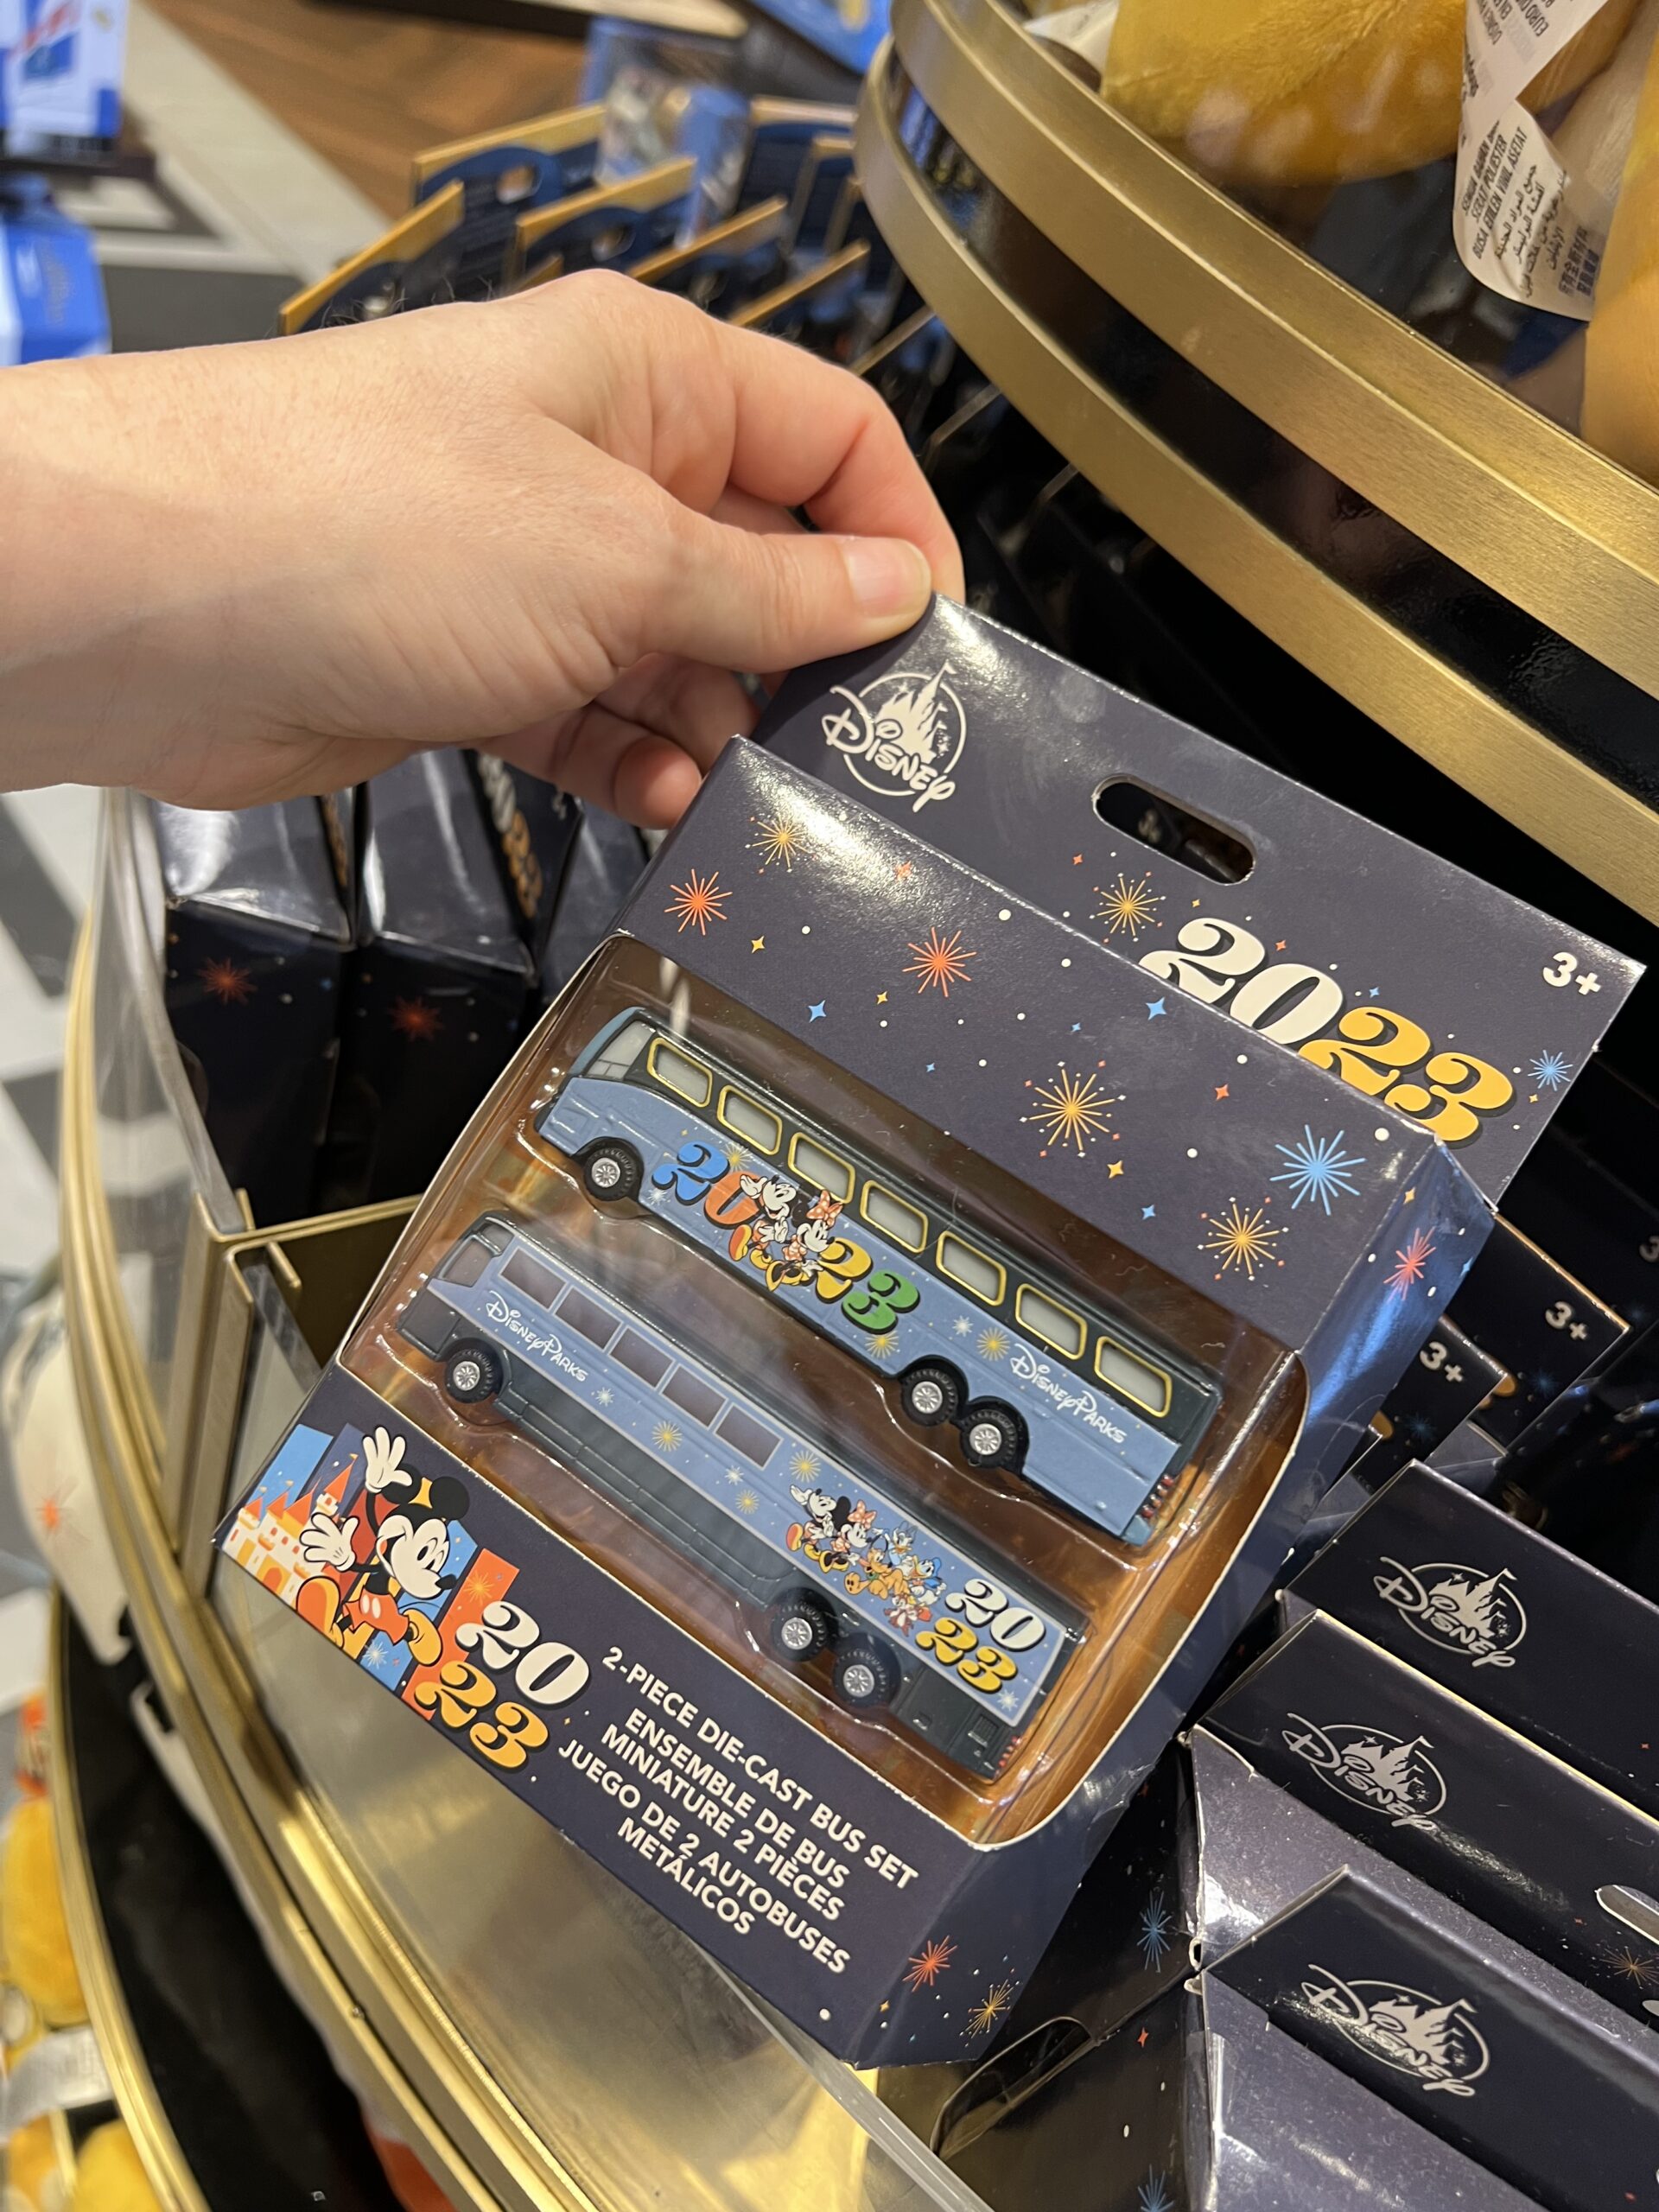 DISNEY
2023
3+
2023
DISNEY PARKS
DISNEY PARKS
20
23
20
23
2-PIECE DIE-CAST BUS SET
ENSEMBLE DE BUS
MINIATURE 2 PIÈCES
JUEGO DE 2 AUTOBUSES
METÁLICOS
3+
3+
DISNEY
DISNEY
DISNEY